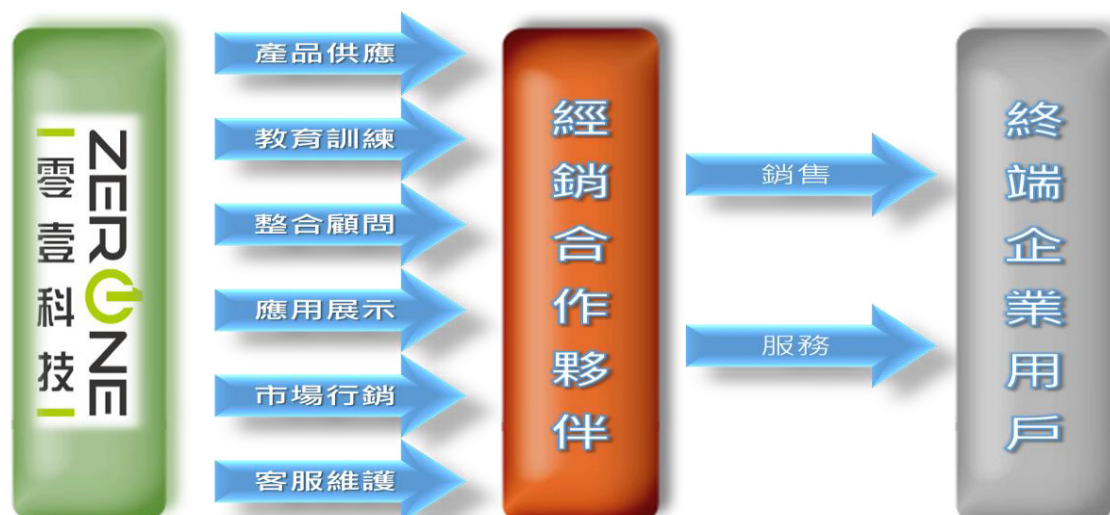 零壹科技
ZERONE
產品供應
教育訓練
整合顧問
應用展示
市場行銷
客服維護
經銷合作夥伴
銷售
服務
終端企業用戶